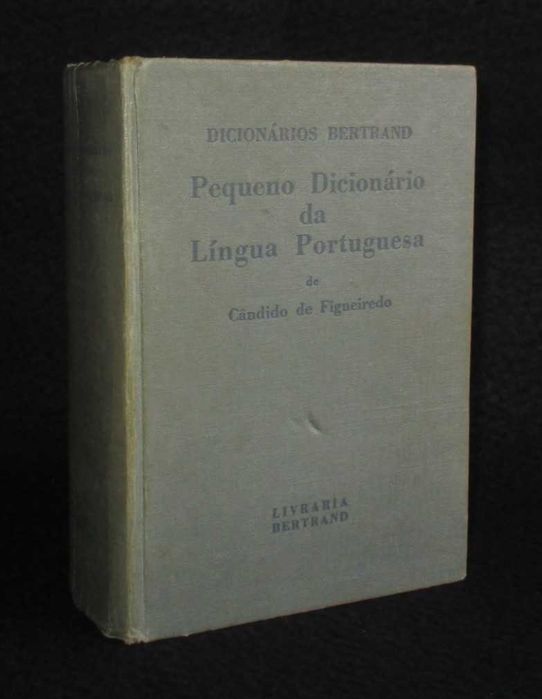 DICIONÁRIOS BERTRAND
Pequeno Dicionário
da
Língua Portuguesa
de
Cândido de Figueiredo
LIVRARIA
BERTRAND